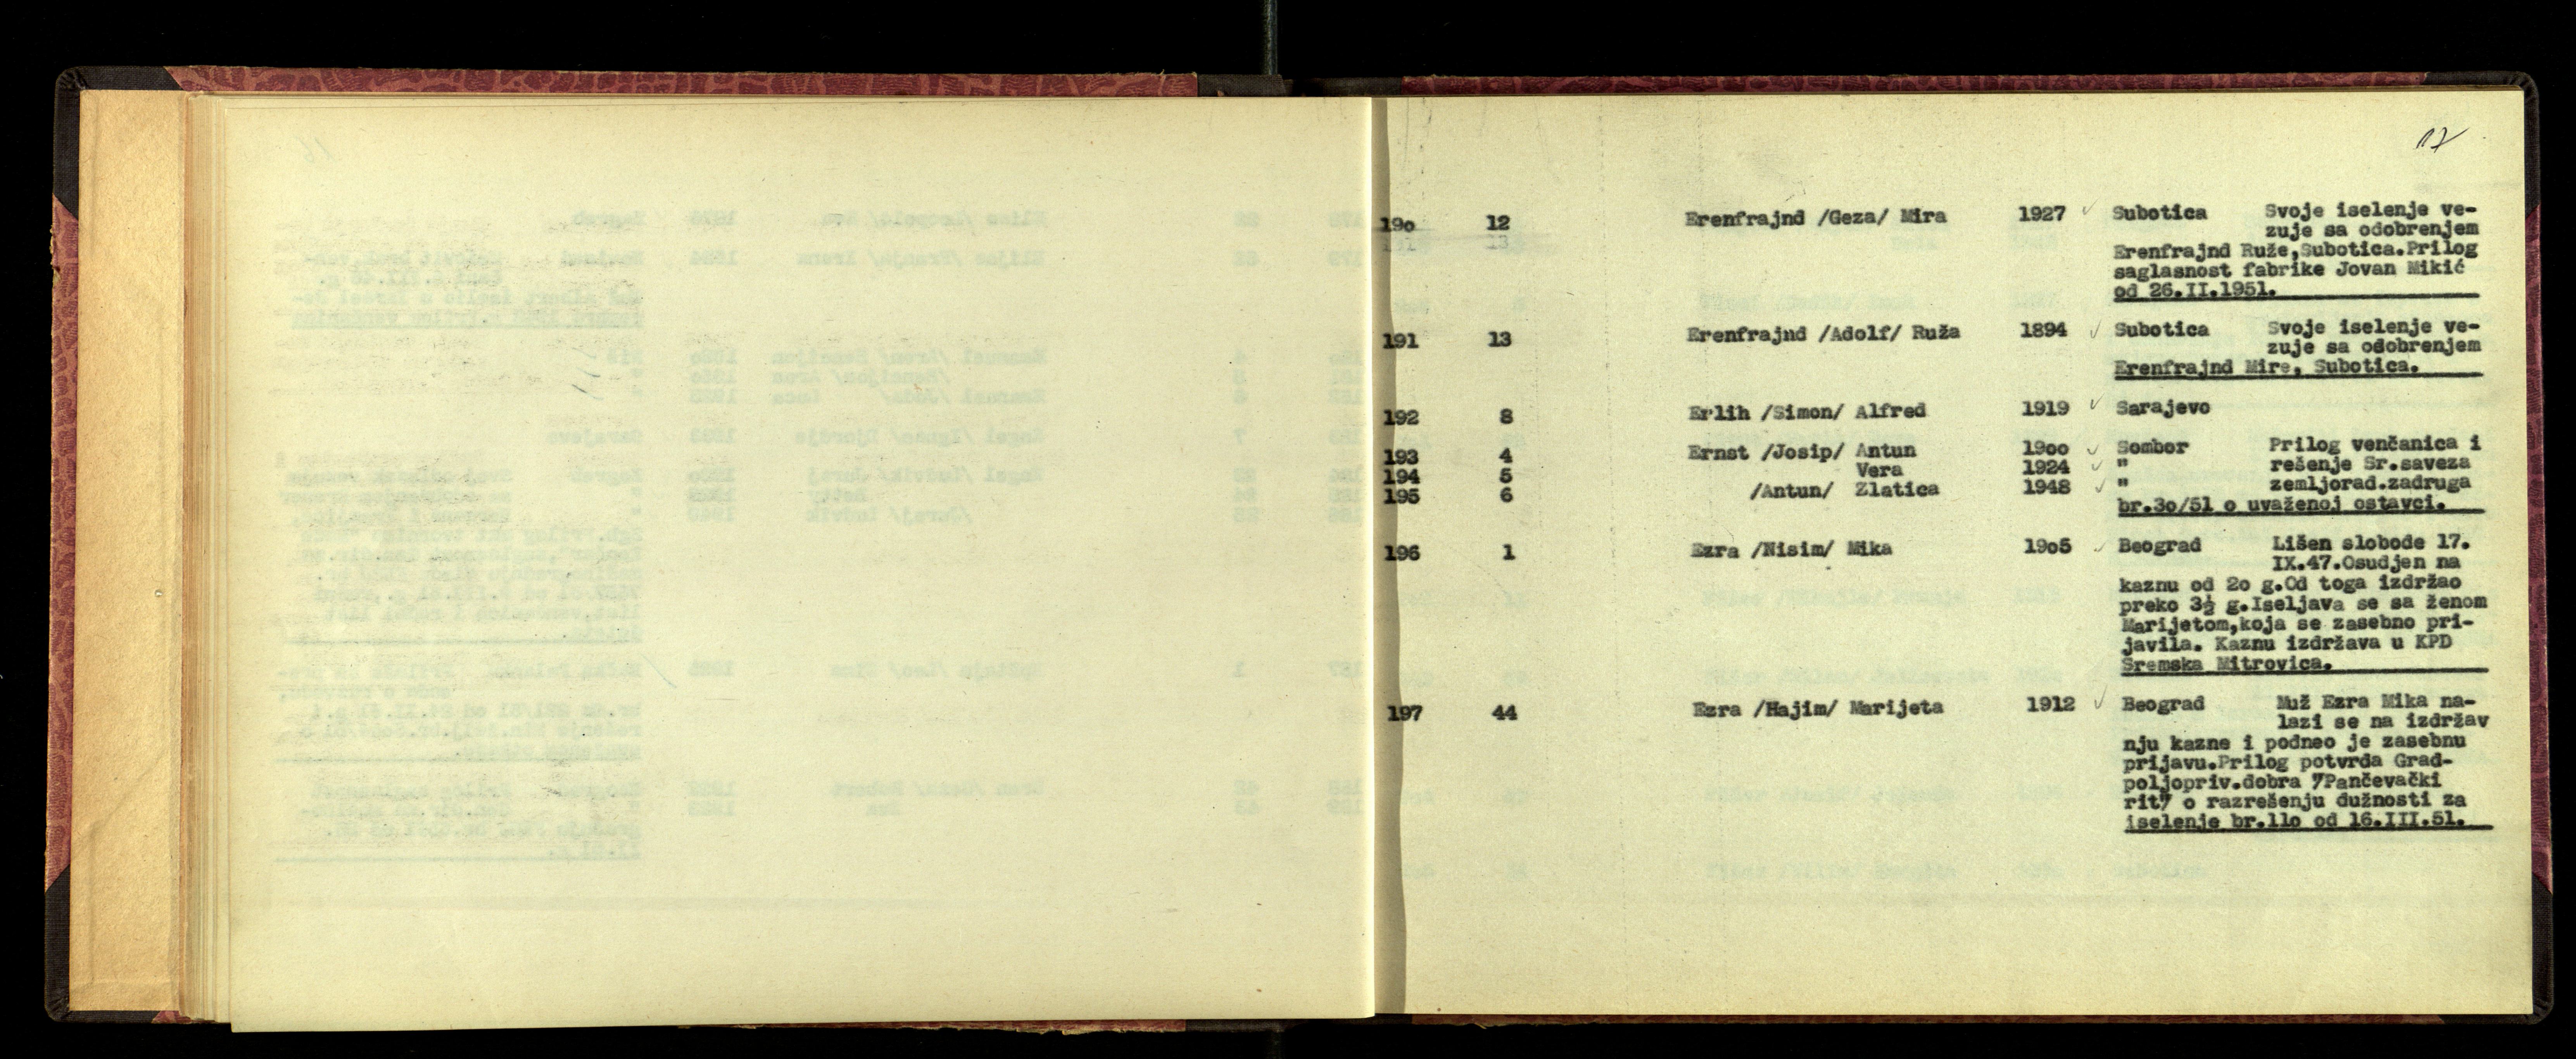 17
19o 12 Erenfrajnd /Geza/ Mira 1927 ✓ Subotica Svoje iselenje ve-
zuje sa odobrenjem
Erenfrajnd Ruže,Subotica.Prilog
saglasnost fabrike Jovan Mikić
od 26.II.1951.
191 13 Erenfrajnd /Adolf/ Ruža 1894 ✓ Subotica Svoje iselenje ve-
zuje sa odobrenjem
Erenfrajnd Mire, Subotica.
192 8 Erlih /Simon/ Alfred 1919 ✓ Sarajevo
193 4 Ernst /Josip/ Antun 19oo ✓ Sombor Prilog venčanica i
194 5 Vera 1924 ✓ " rešenje Sr.saveza
195 6 /Antun/ Zlatica 1948 ✓ " zemljorad.zadruga
br.3o/51 o uvaženoj ostavci.
196 1 Ezra /Nisim/ Mika 19o5 ✓ Beograd Lišen slobode 17.
IX.47.Osudjen na
kaznu od 2o g.Od toga izdržao
preko 3½ g.Iseljava se sa ženom
Marijetom,koja se zasebno pri-
javila. Kaznu izdržava u KPD
Sremska Mitrovica.
197 44 Ezra /Hajim/ Marijeta 1912 ✓ Beograd Muž Ezra Mika na-
lazi se na izdržav
nju kazne i podneo je zasebnu
prijavu.Prilog potvrda Grad-
poljopriv.dobra "Pančevački
rit" o razrešenju dužnosti za
iselenje br.11o od 16.III.51.